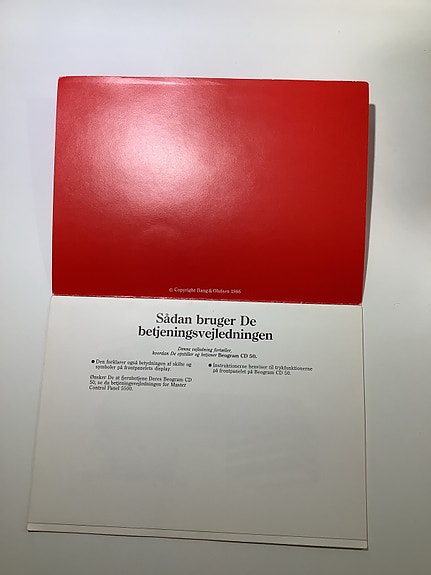 © Copyright Bang & Olufsen 1986
Sådan bruger De
betjeningsvejledningen
Denne vejledning fortæller,
hvordan De opstiller og betjener Beogram CD 50.
● Den forklarer også betydningen af skilte og
symboler på frontpanelets display.
Ønsker De at fjernbetjene Deres Beogram CD
50, se da betjeningsvejledningen for Master
Control Panel 5500.
● Instruktionerne henviser til trykfunktionerne
på frontpanelet på Beogram CD 50.